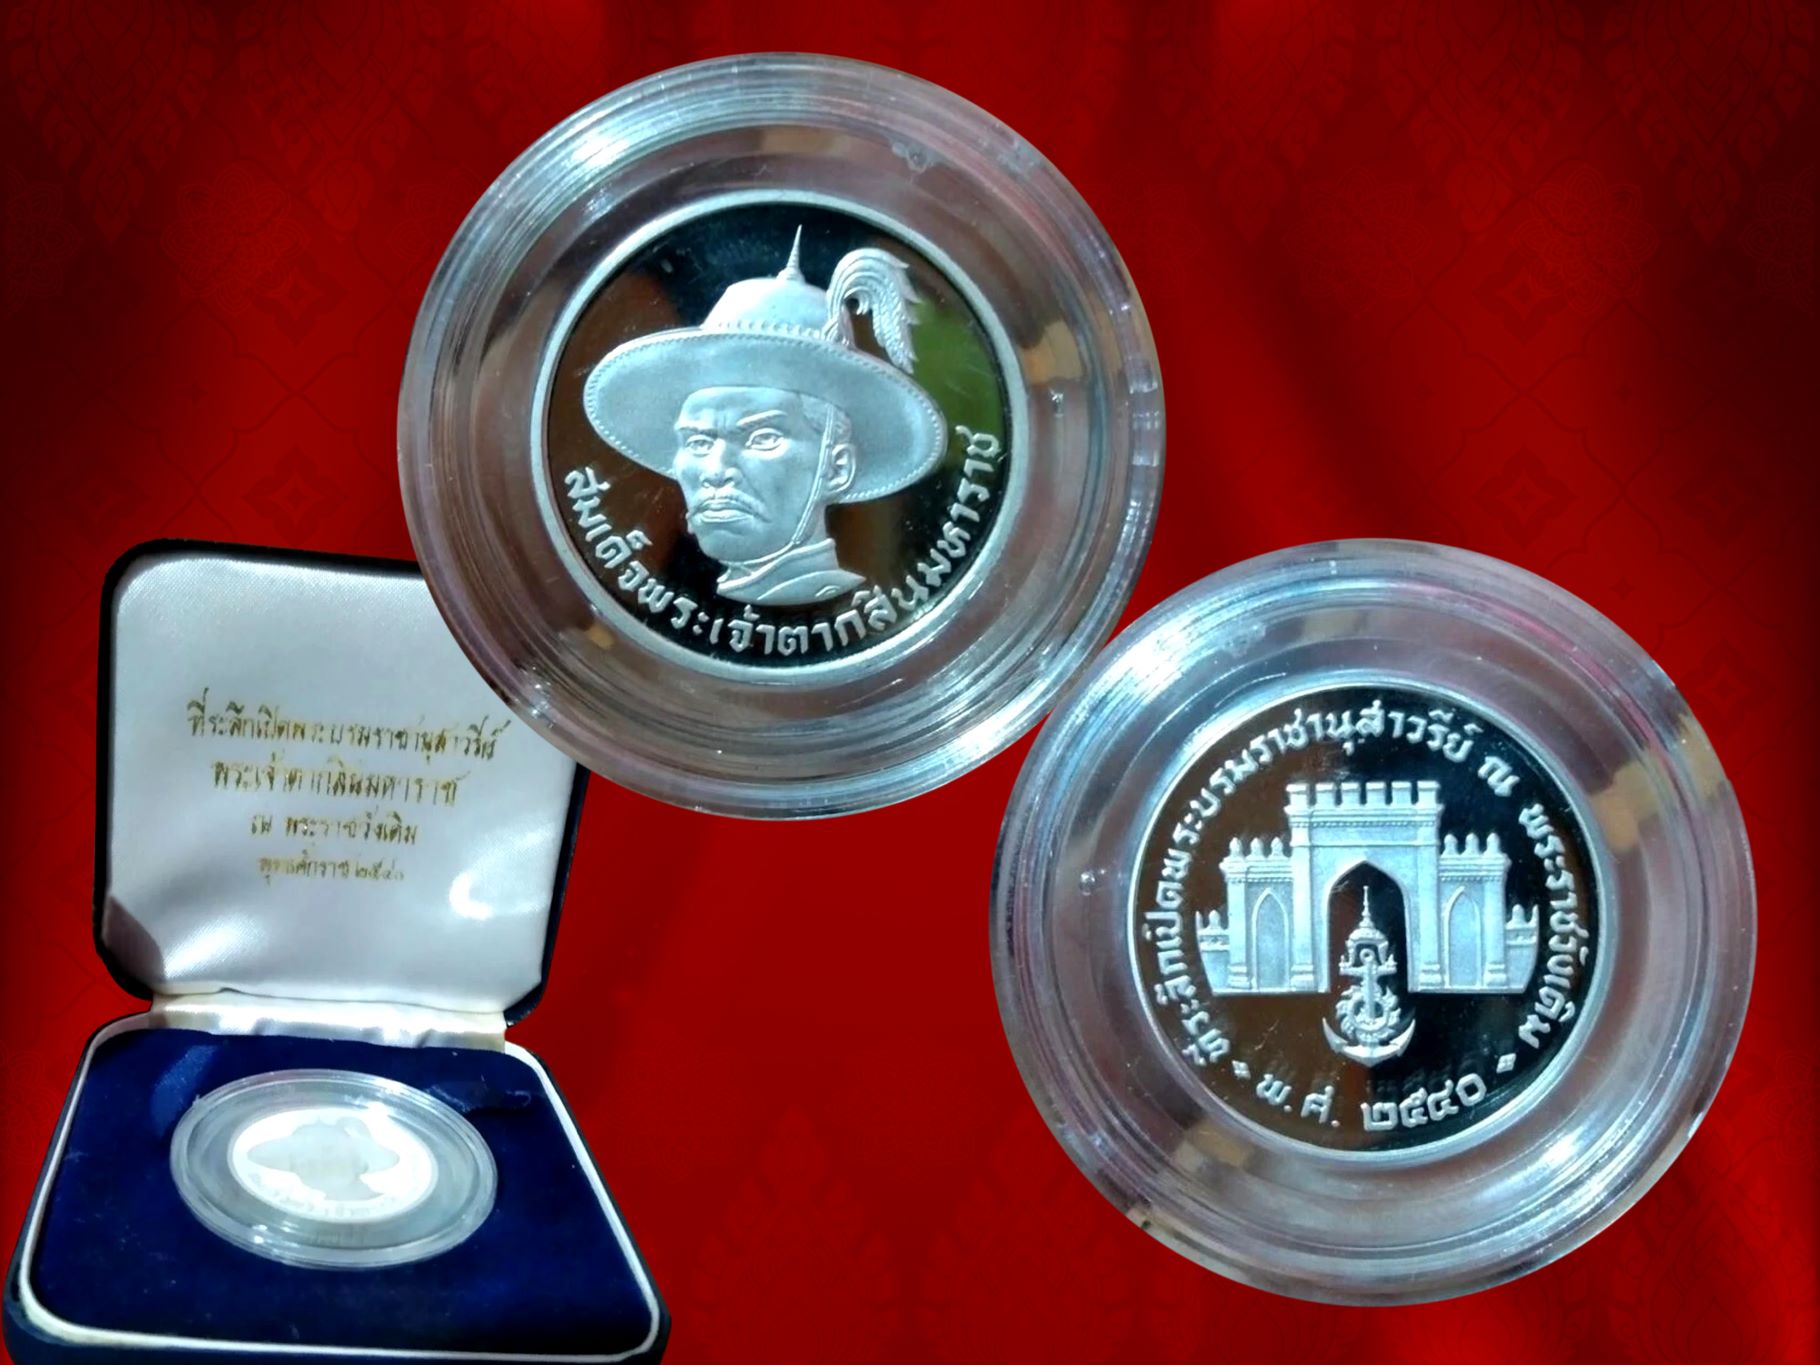 สมเด็จพระเจ้าตากสินมหาราช
ที่ระลึกเปิดพระบรมราชานุสาวรีย์ ณ พระราชวังเดิม
พ.ศ. ๒๕๔๐
ที่ระลึกเปิดพระบรมราชานุสาวรีย์
พระเจ้าตากสินมหาราช
ณ พระราชวังเดิม
พุทธศักราช ๒๕๔๐